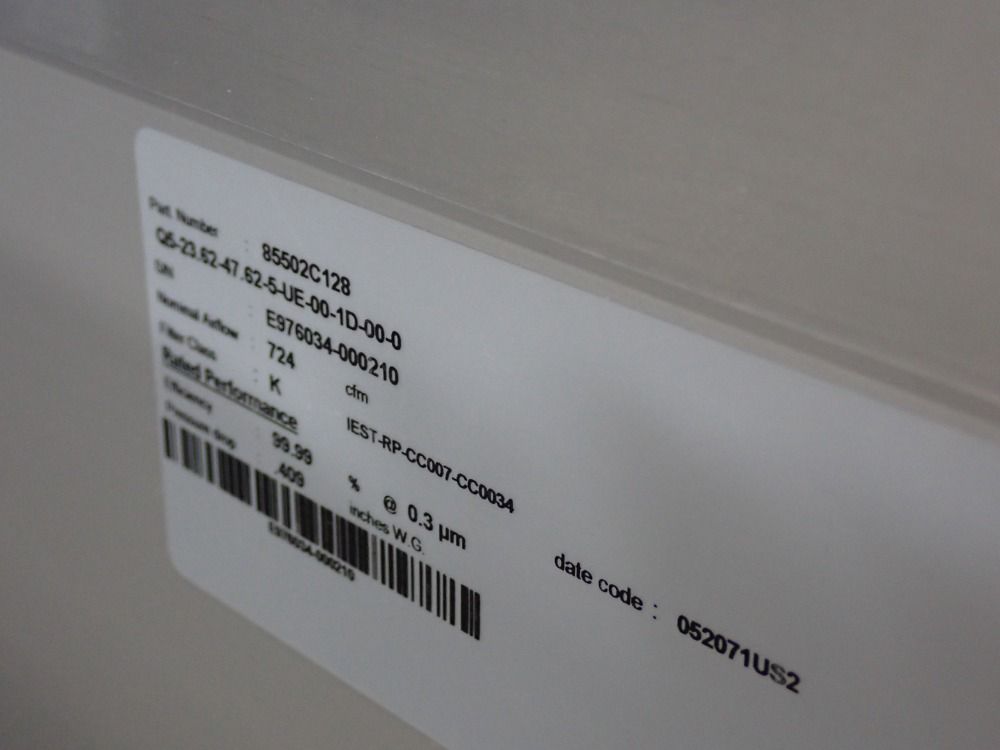 Part. Number : 85502C128
Q5-23.62-47.62-5-UE-00-1D-00-0
S/N : E976034-000210
Nominal Airflow : 724 cfm
Filter Class : K IEST-RP-CC007-CC0034
Rated Performance
Efficiency : 99.99 % @ 0.3 µm
Pressure drop : .409 inches W.G.
E976034-000210
date code : 052071US2